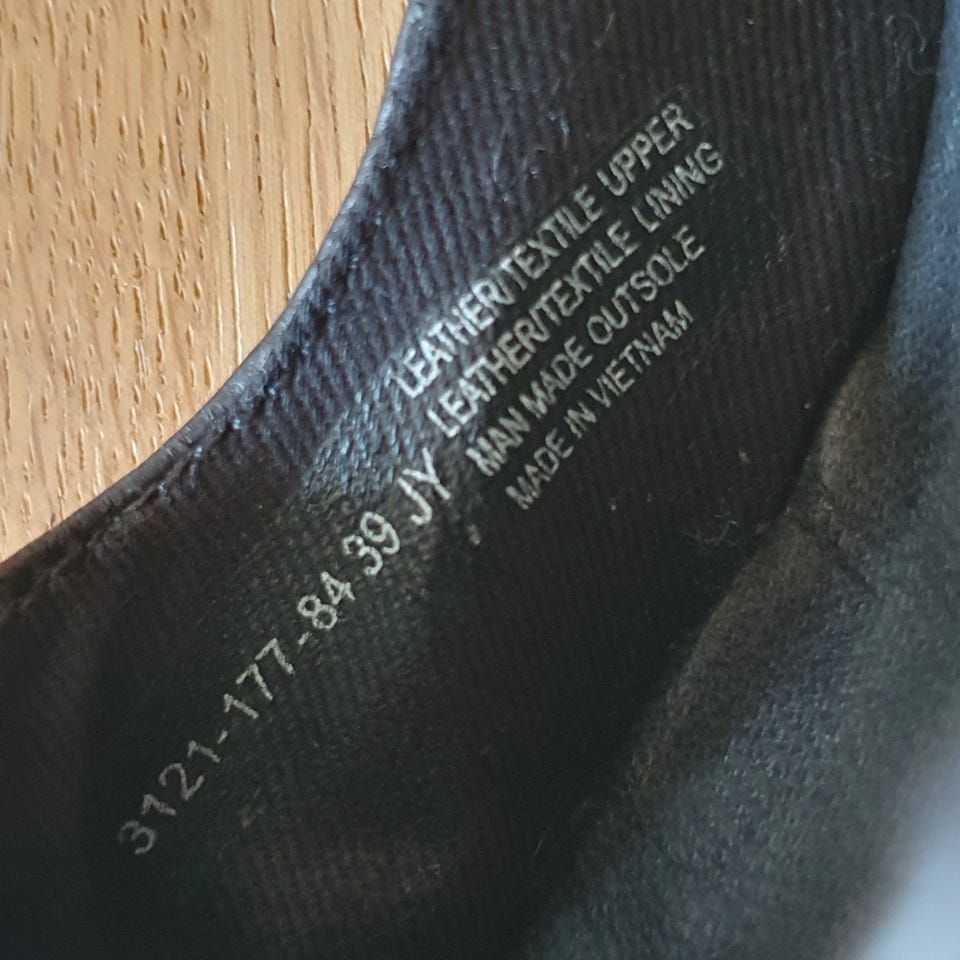 LEATHER/TEXTILE UPPER
LEATHER/TEXTILE LINING
MAN MADE OUTSOLE
MADE IN VIETNAM
3121-177-84 39 JY